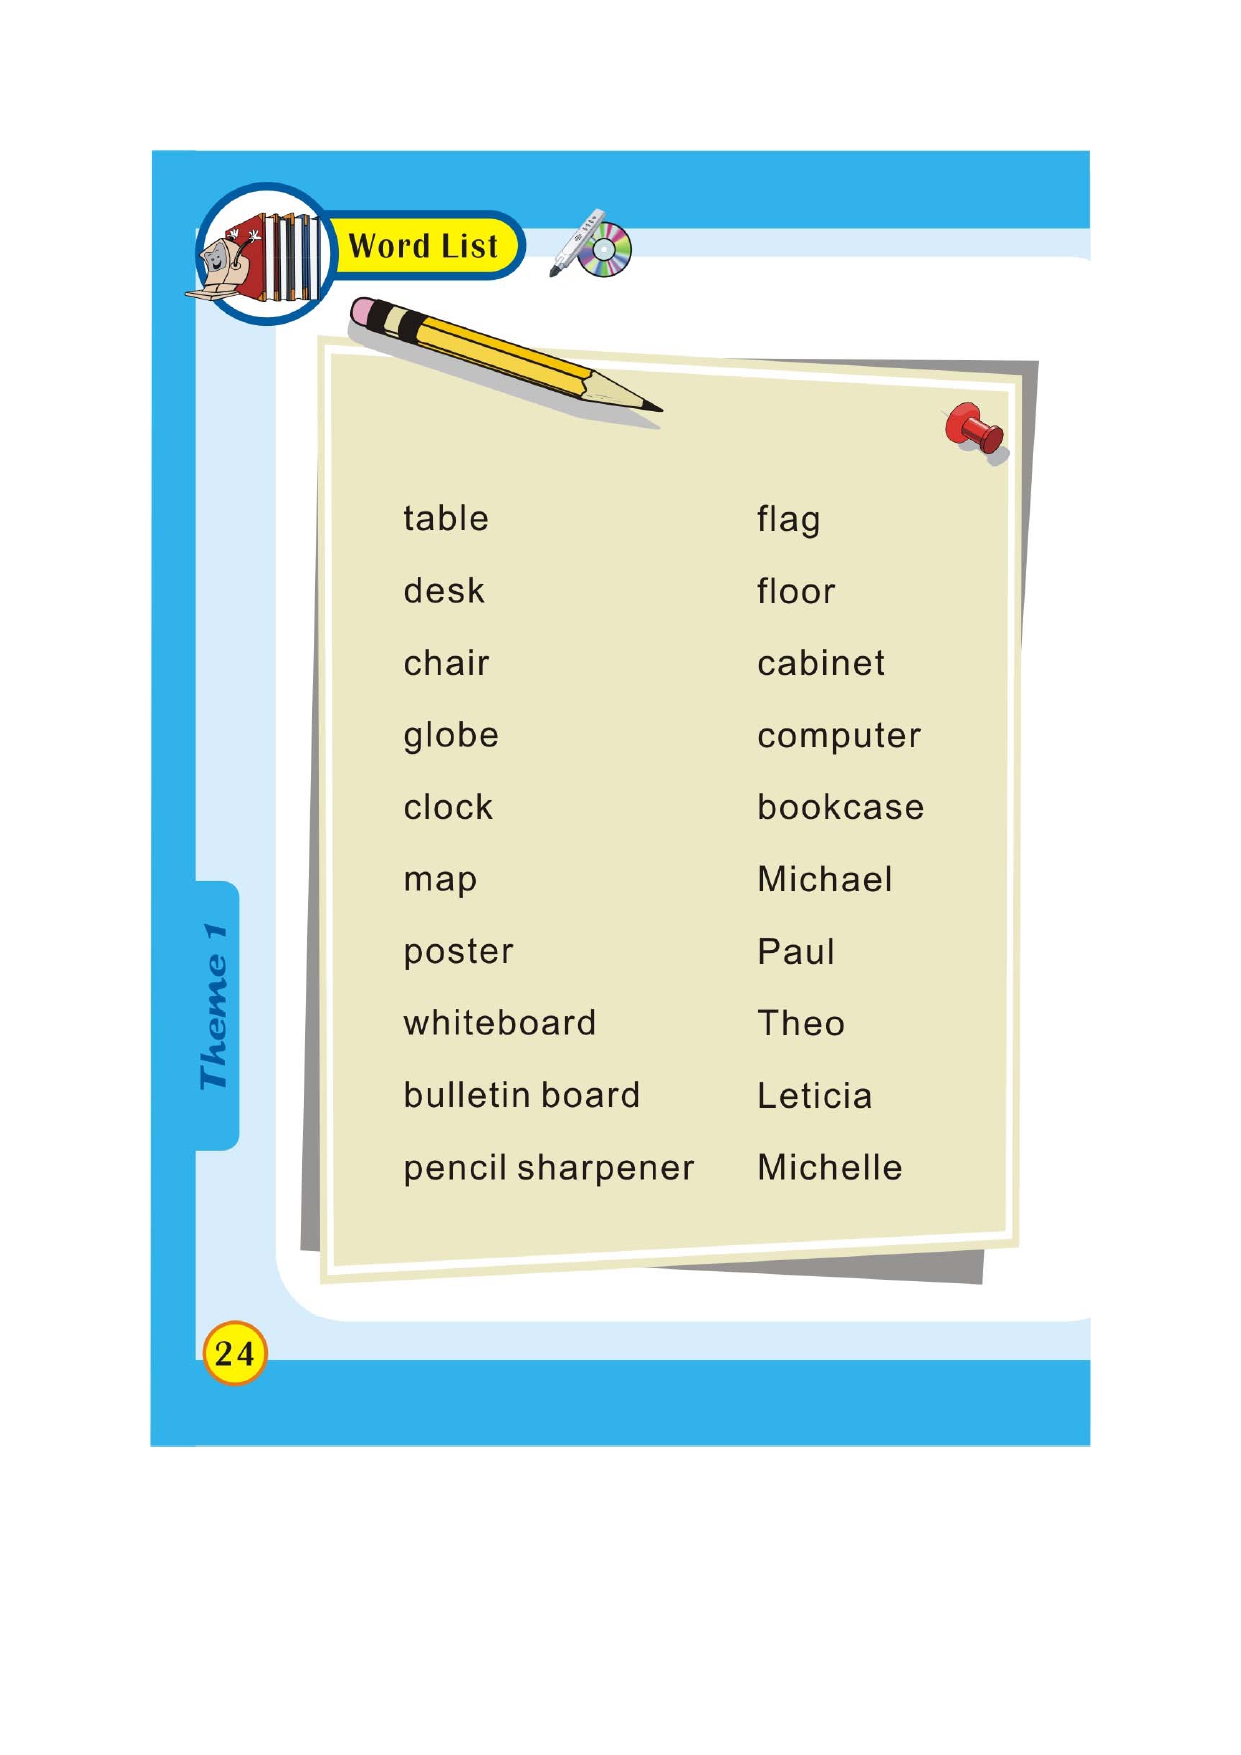 Word List
table
desk
chair
globe
clock
map
poster
whiteboard
bulletin board
pencil sharpener
flag
floor
cabinet
computer
bookcase
Michael
Paul
Theo
Leticia
Michelle
Theme 1
24